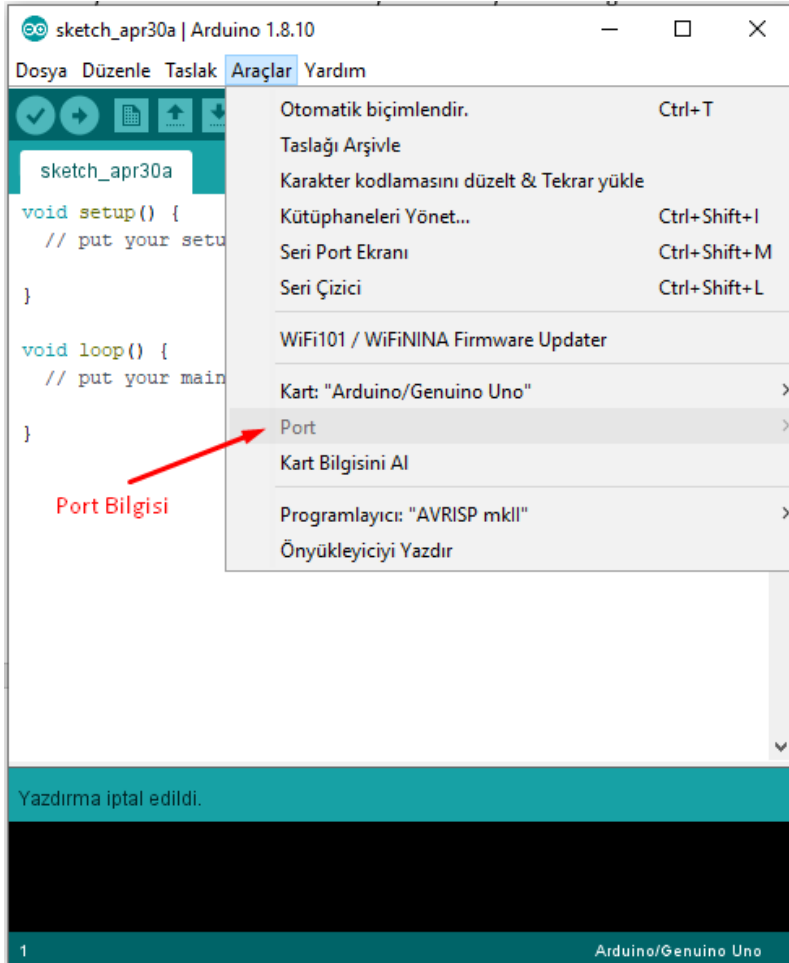 sketch_apr30a | Arduino 1.8.10
Dosya Düzenle Taslak Araçlar Yardım
sketch_apr30a
void setup() {
// put your setu
}
void loop() {
// put your main
}
Otomatik biçimlendir. Ctrl+T
Taslağı Arşivle
Karakter kodlamasını düzelt & Tekrar yükle
Kütüphaneleri Yönet... Ctrl+Shift+I
Seri Port Ekranı Ctrl+Shift+M
Seri Çizici Ctrl+Shift+L
WiFi101 / WiFiNINA Firmware Updater
Kart: "Arduino/Genuino Uno"
Port
Kart Bilgisini Al
Programlayıcı: "AVRISP mkII"
Önyükleyiciyi Yazdır
Port Bilgisi
Yazdırma iptal edildi.
1 Arduino/Genuino Uno